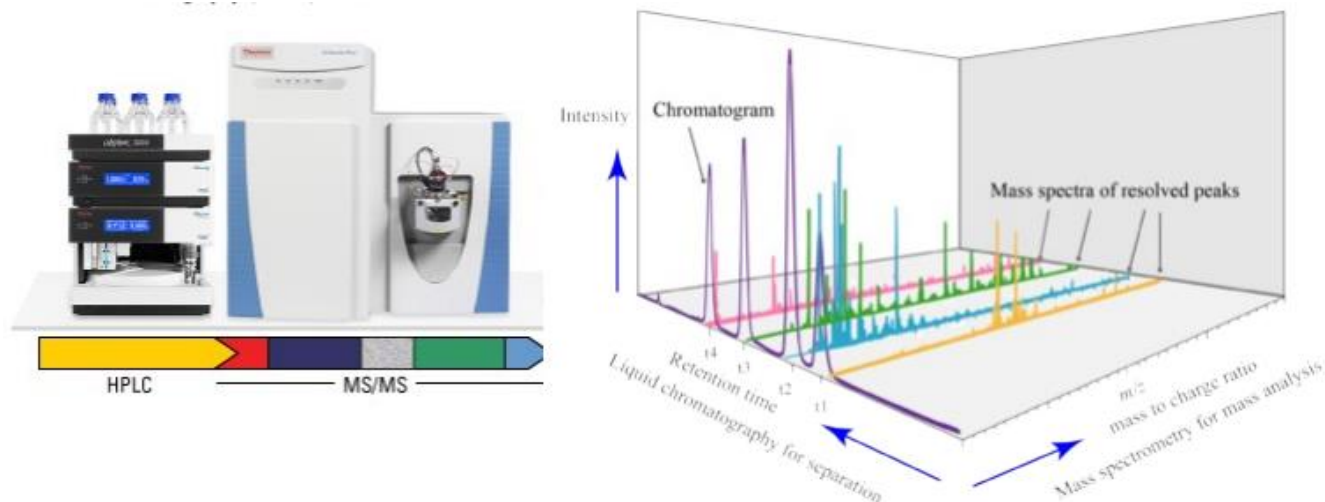 Thermo
HPLC
MS/MS
Intensity
Chromatogram
Mass spectra of resolved peaks
t4
t3
t2
t1
Retention time
Liquid chromatography for separation
m/z
mass to charge ratio
Mass spectrometry for mass analysis